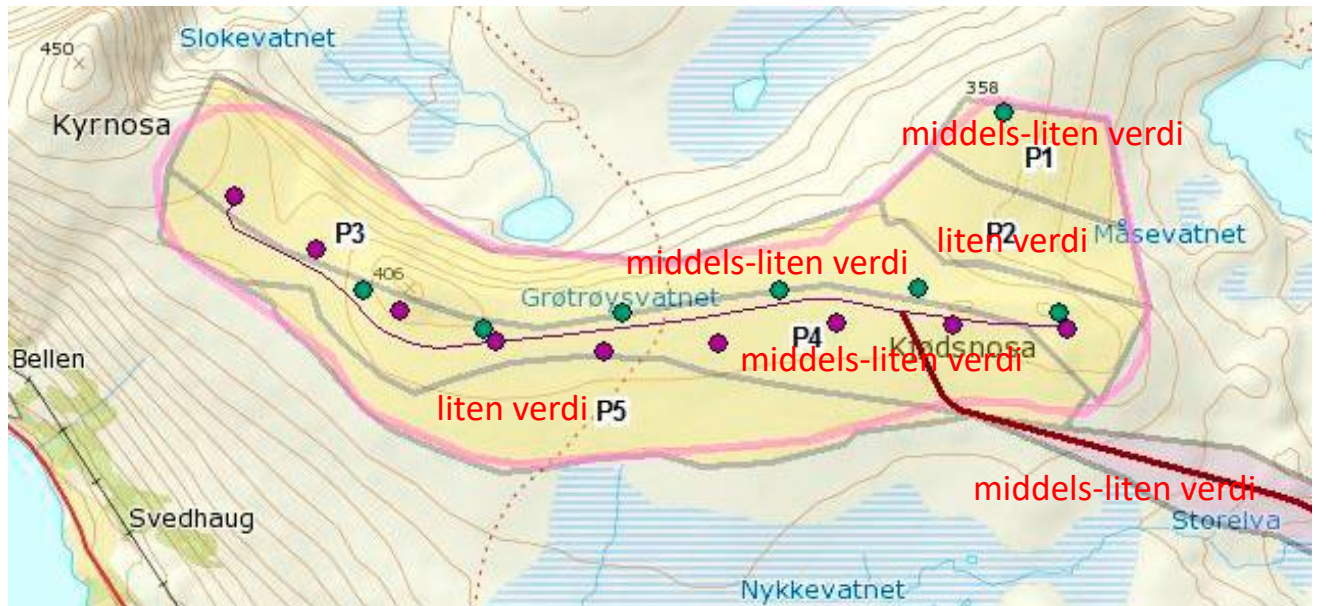 Slokevatnet
450
Kyrnosa
358
middels-liten verdi
P1
P3
P2
liten verdi
Måsevatnet
middels-liten verdi
406
Grøtrøysvatnet
P4
Kjødsnosa
middels-liten verdi
Bellen
liten verdi
P5
middels-liten verdi
Svedhaug
Storelva
Nykkevatnet